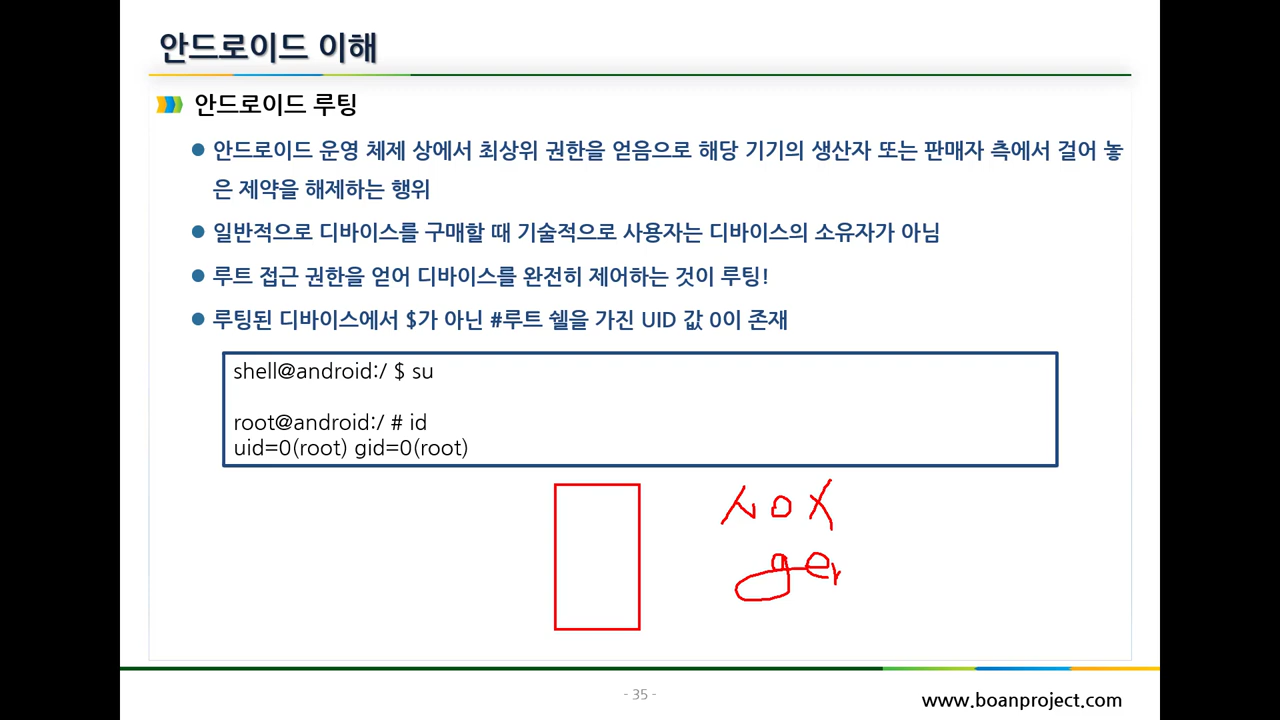 안드로이드 이해
안드로이드 루팅
안드로이드 운영 체제 상에서 최상위 권한을 얻음으로 해당 기기의 생산자 또는 판매자 측에서 걸어 놓
은 제약을 해제하는 행위
일반적으로 디바이스를 구매할 때 기술적으로 사용자는 디바이스의 소유자가 아님
루트 접근 권한을 얻어 디바이스를 완전히 제어하는 것이 루팅!
루팅된 디바이스에서 $가 아닌 #루트 쉘을 가진 UID 값 0이 존재
shell@android:/ $ su
root@android:/ # id
uid=0(root) gid=0(root)
NOX
ge
- 35 -
www.boanproject.com